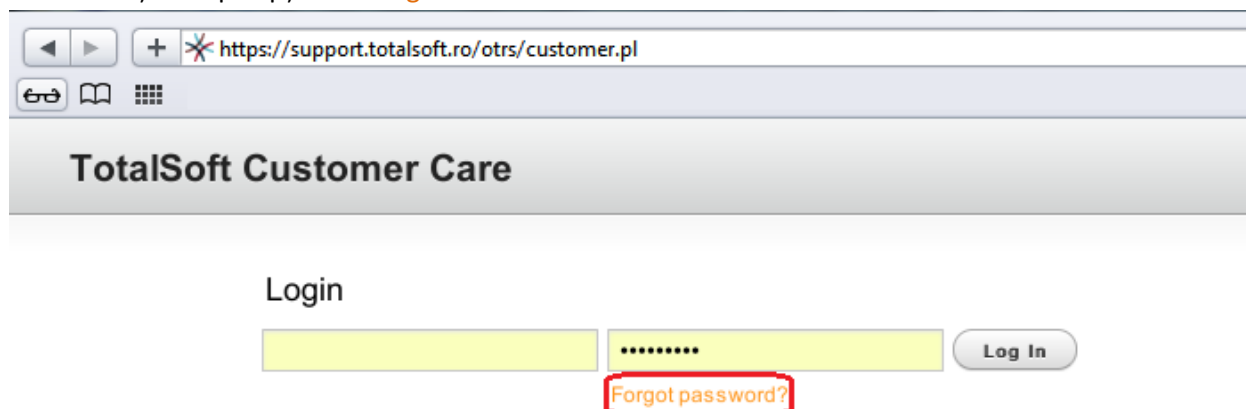 https://support.totalsoft.ro/otrs/customer.pl
TotalSoft Customer Care
Login
•••••••••
Log In
Forgot password?